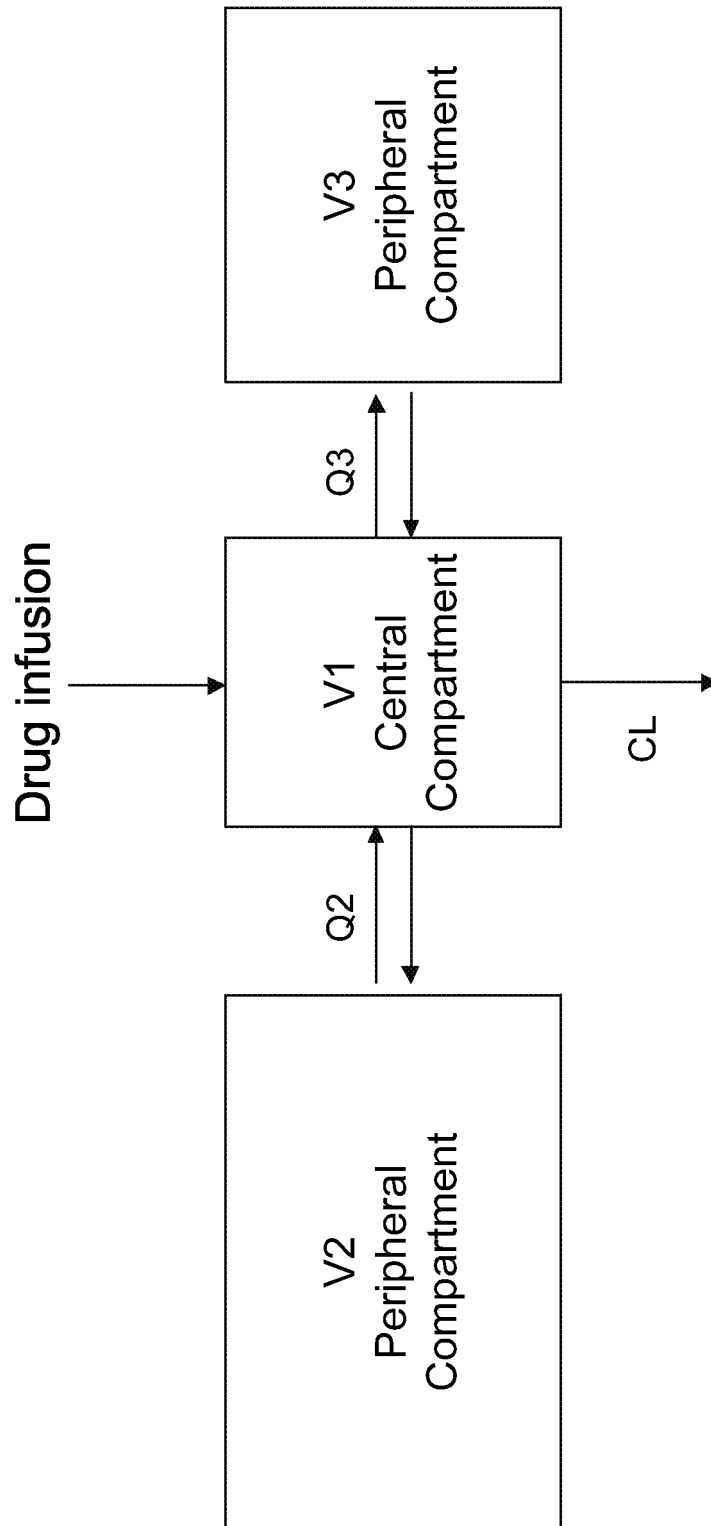 Drug infusion
V2
Peripheral
Compartment
Q2
V1
Central
Compartment
Q3
V3
Peripheral
Compartment
CL